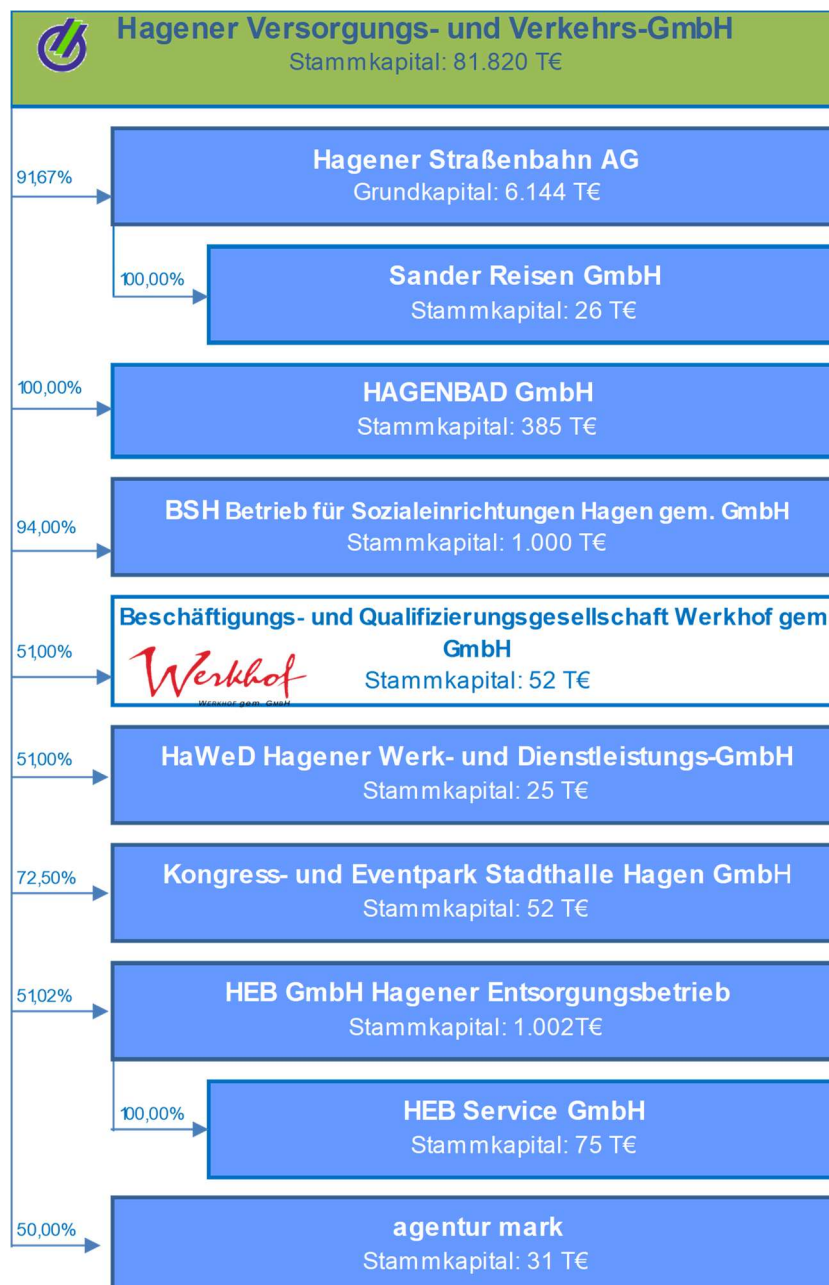 Hagener Versorgungs- und Verkehrs-GmbH
Stammkapital: 81.820 T€
91,67%
Hagener Straßenbahn AG
Grundkapital: 6.144 T€
100,00%
Sander Reisen GmbH
Stammkapital: 26 T€
100,00%
HAGENBAD GmbH
Stammkapital: 385 T€
94,00%
BSH Betrieb für Sozialeinrichtungen Hagen gem. GmbH
Stammkapital: 1.000 T€
51,00%
Beschäftigungs- und Qualifizierungsgesellschaft Werkhof gem
GmbH
Werkhof
WERKHOF gem. GmbH
Stammkapital: 52 T€
51,00%
HaWeD Hagener Werk- und Dienstleistungs-GmbH
Stammkapital: 25 T€
72,50%
Kongress- und Eventpark Stadthalle Hagen GmbH
Stammkapital: 52 T€
51,02%
HEB GmbH Hagener Entsorgungsbetrieb
Stammkapital: 1.002T€
100,00%
HEB Service GmbH
Stammkapital: 75 T€
50,00%
agentur mark
Stammkapital: 31 T€